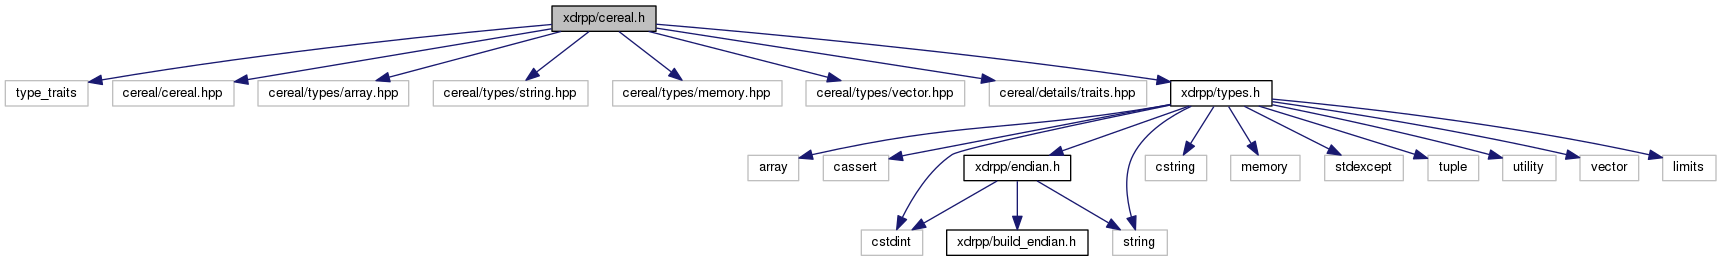 xdrpp/cereal.h
type_traits
cereal/cereal.hpp
cereal/types/array.hpp
cereal/types/string.hpp
cereal/types/memory.hpp
cereal/types/vector.hpp
cereal/details/traits.hpp
xdrpp/types.h
array
cassert
xdrpp/endian.h
cstring
memory
stdexcept
tuple
utility
vector
limits
cstdint
xdrpp/build_endian.h
string